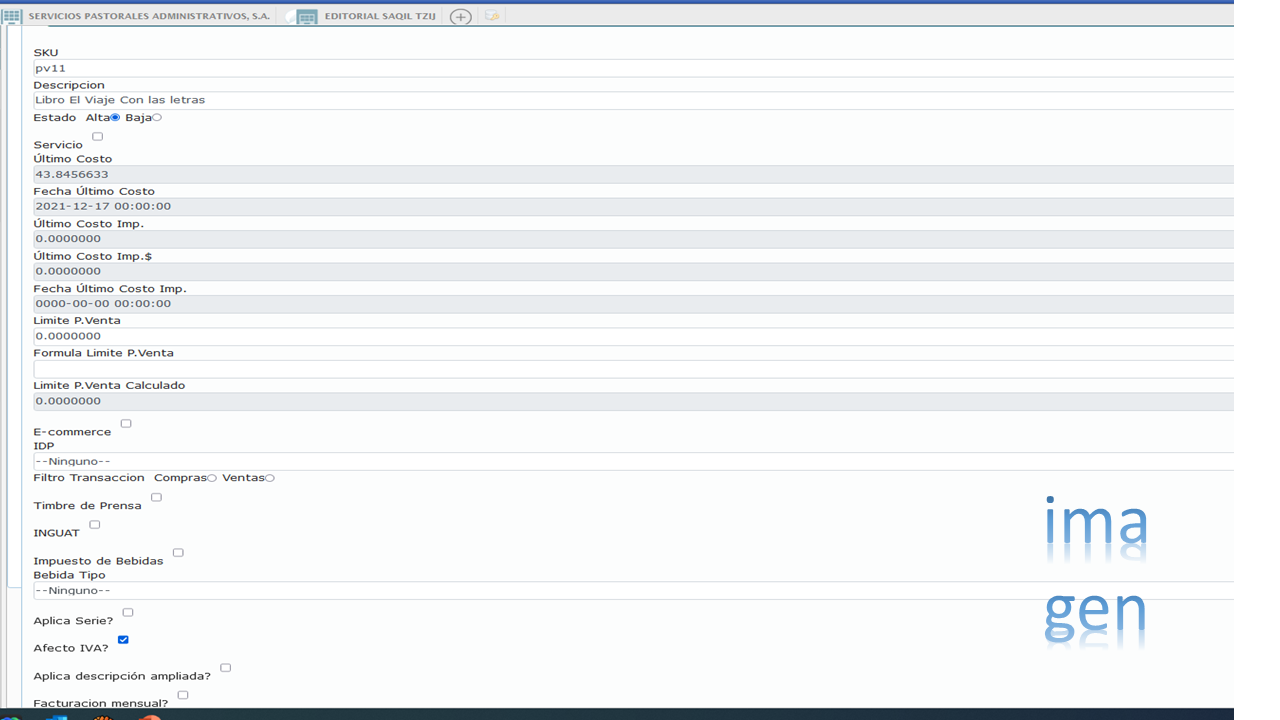 SERVICIOS PASTORALES ADMINISTRATIVOS, S.A. EDITORIAL SAQIL TZIJ
SKU
pv11
Descripcion
Libro El Viaje Con las letras
Estado Alta Baja
Servicio
Último Costo
43.8456633
Fecha Último Costo
2021-12-17 00:00:00
Último Costo Imp.
0.0000000
Último Costo Imp.$
0.0000000
Fecha Último Costo Imp.
0000-00-00 00:00:00
Limite P.Venta
0.0000000
Formula Limite P.Venta
Limite P.Venta Calculado
0.0000000
E-commerce
IDP
--Ninguno--
Filtro Transaccion Compras Ventas
Timbre de Prensa
INGUAT
Impuesto de Bebidas
Bebida Tipo
--Ninguno--
Aplica Serie?
Afecto IVA?
Aplica descripción ampliada?
Facturacion mensual?
ima
gen